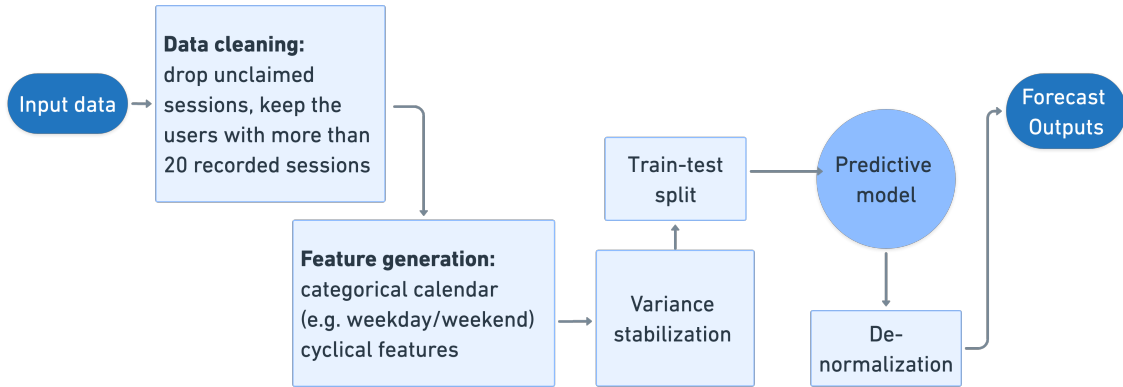 Input data
Data cleaning:
drop unclaimed
sessions, keep the
users with more than
20 recorded sessions
Feature generation:
categorical calendar
(e.g. weekday/weekend)
cyclical features
Variance
stabilization
Train-test
split
Predictive
model
De-
normalization
Forecast
Outputs